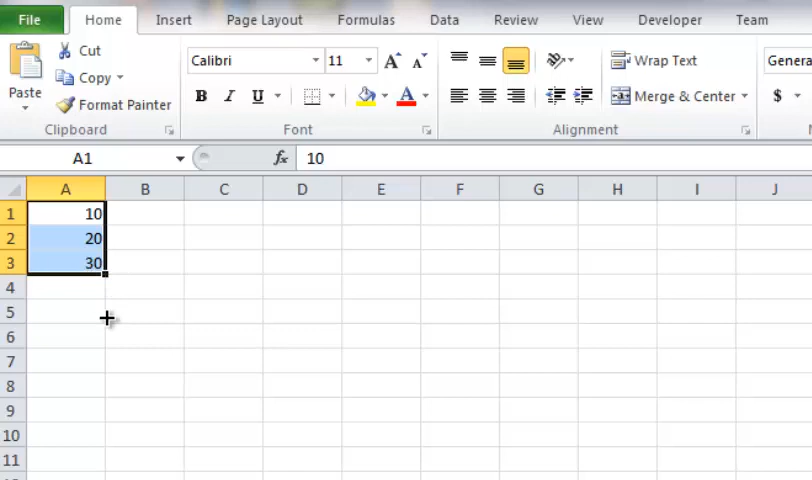 File Home Insert Page Layout Formulas Data Review View Developer Team
Paste
Cut
Copy
Format Painter
Clipboard
Calibri 11 A A
B I U A
Font
Wrap Text
Merge & Center
Alignment
Genera
$
A1 fx 10
A B C D E F G H I J
1 10
2 20
3 30
4
5
6
7
8
9
10
11